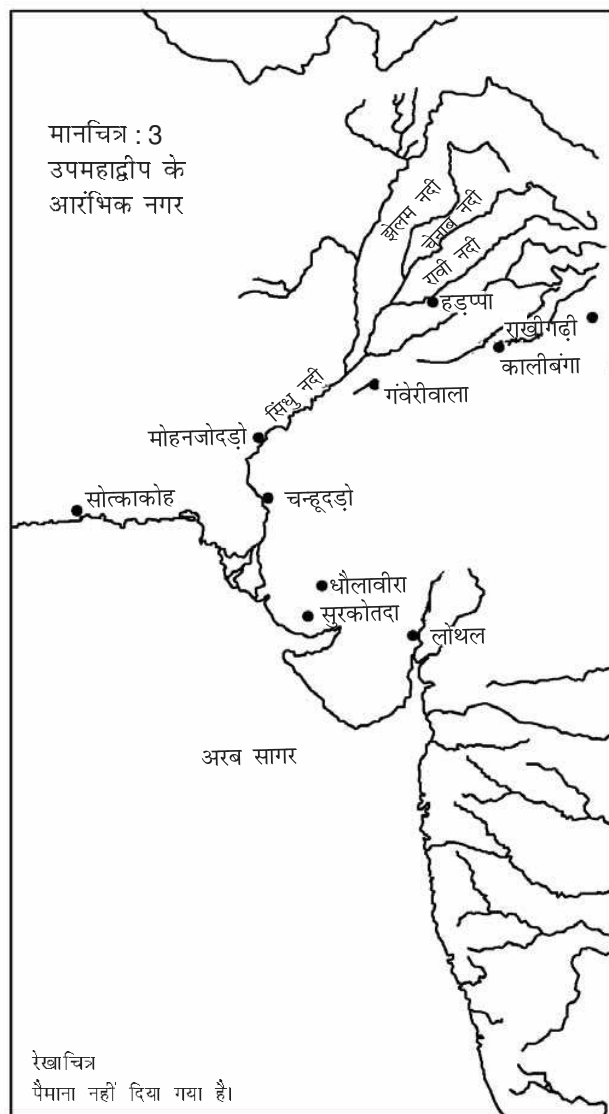 मानचित्र : 3
उपमहाद्वीप के
आरंभिक नगर
झेलम नदी
चेनाब नदी
रावी नदी
हड़प्पा
राखीगढ़ी
कालीबंगा
गंवेरीवाला
सिंधु नदी
मोहनजोदड़ो
सोत्काकोह
चन्हूदड़ो
धौलावीरा
सुरकोतदा
लोथल
अरब सागर
रेखाचित्र
पैमाना नहीं दिया गया है।